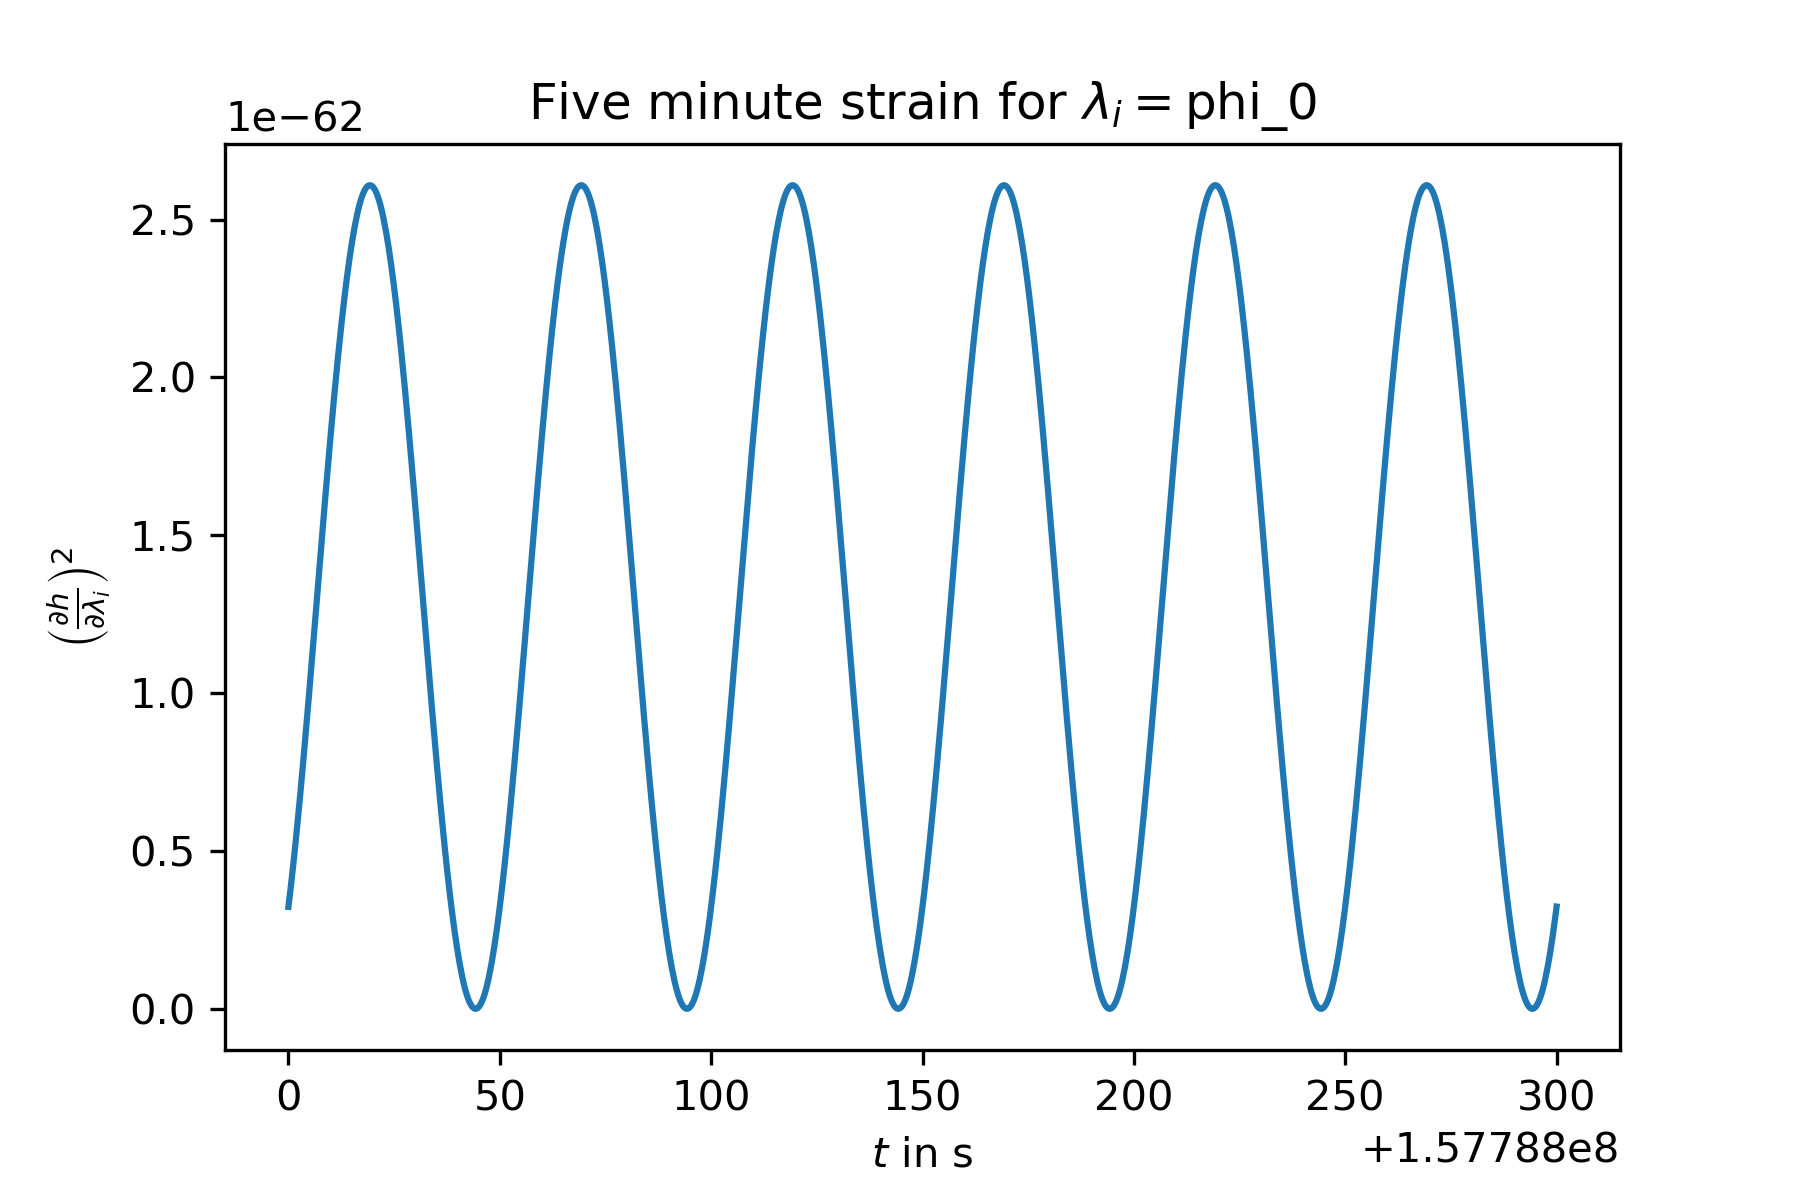 Five minute strain for λᵢ = phi_0
1e−62
2.5
2.0
1.5
1.0
0.5
0.0
(∂h/∂λᵢ)²
0 50 100 150 200 250 300
t in s
+1.57788e8